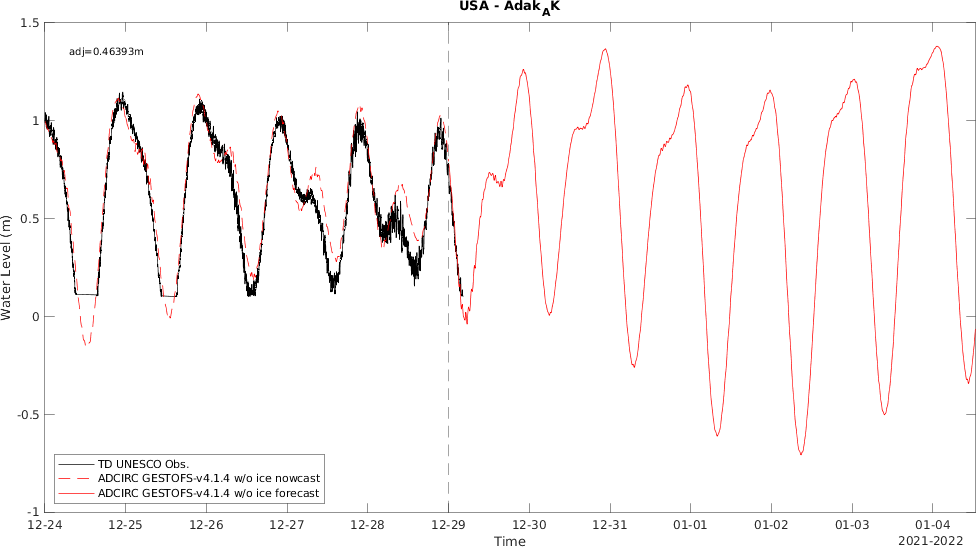 USA - Adak_AK
adj=0.46393m
1.5
1
0.5
0
-0.5
-1
Water Level (m)
TD UNESCO Obs.
ADCIRC GESTOFS-v4.1.4 w/o ice nowcast
ADCIRC GESTOFS-v4.1.4 w/o ice forecast
12-24 12-25 12-26 12-27 12-28 12-29 12-30 12-31 01-01 01-02 01-03 01-04
Time
2021-2022